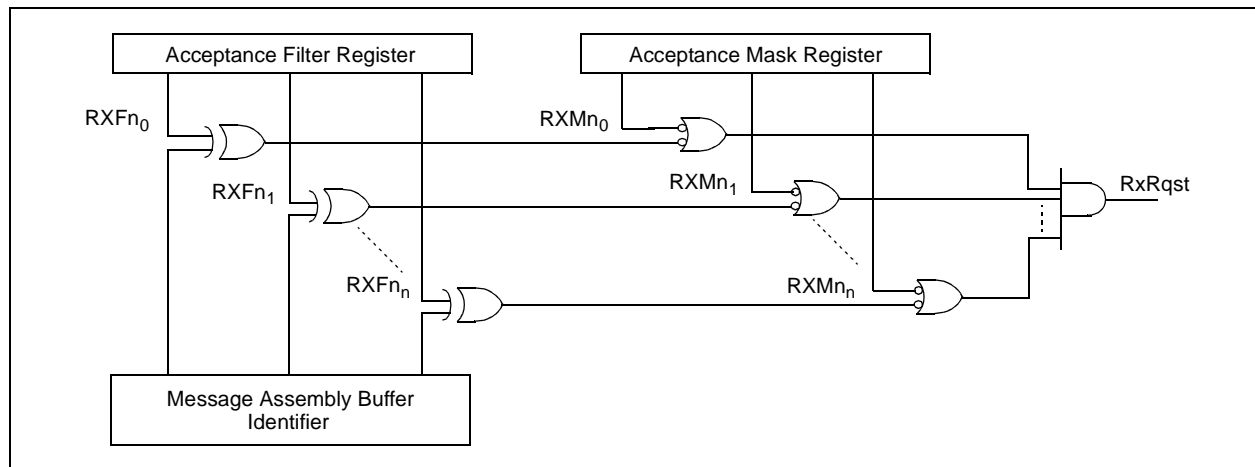 Acceptance Filter Register
Acceptance Mask Register
RXFn₀
RXMn₀
RXFn₁
RXMn₁
RxRqst
RXFnₙ
RXMnₙ
Message Assembly Buffer
Identifier